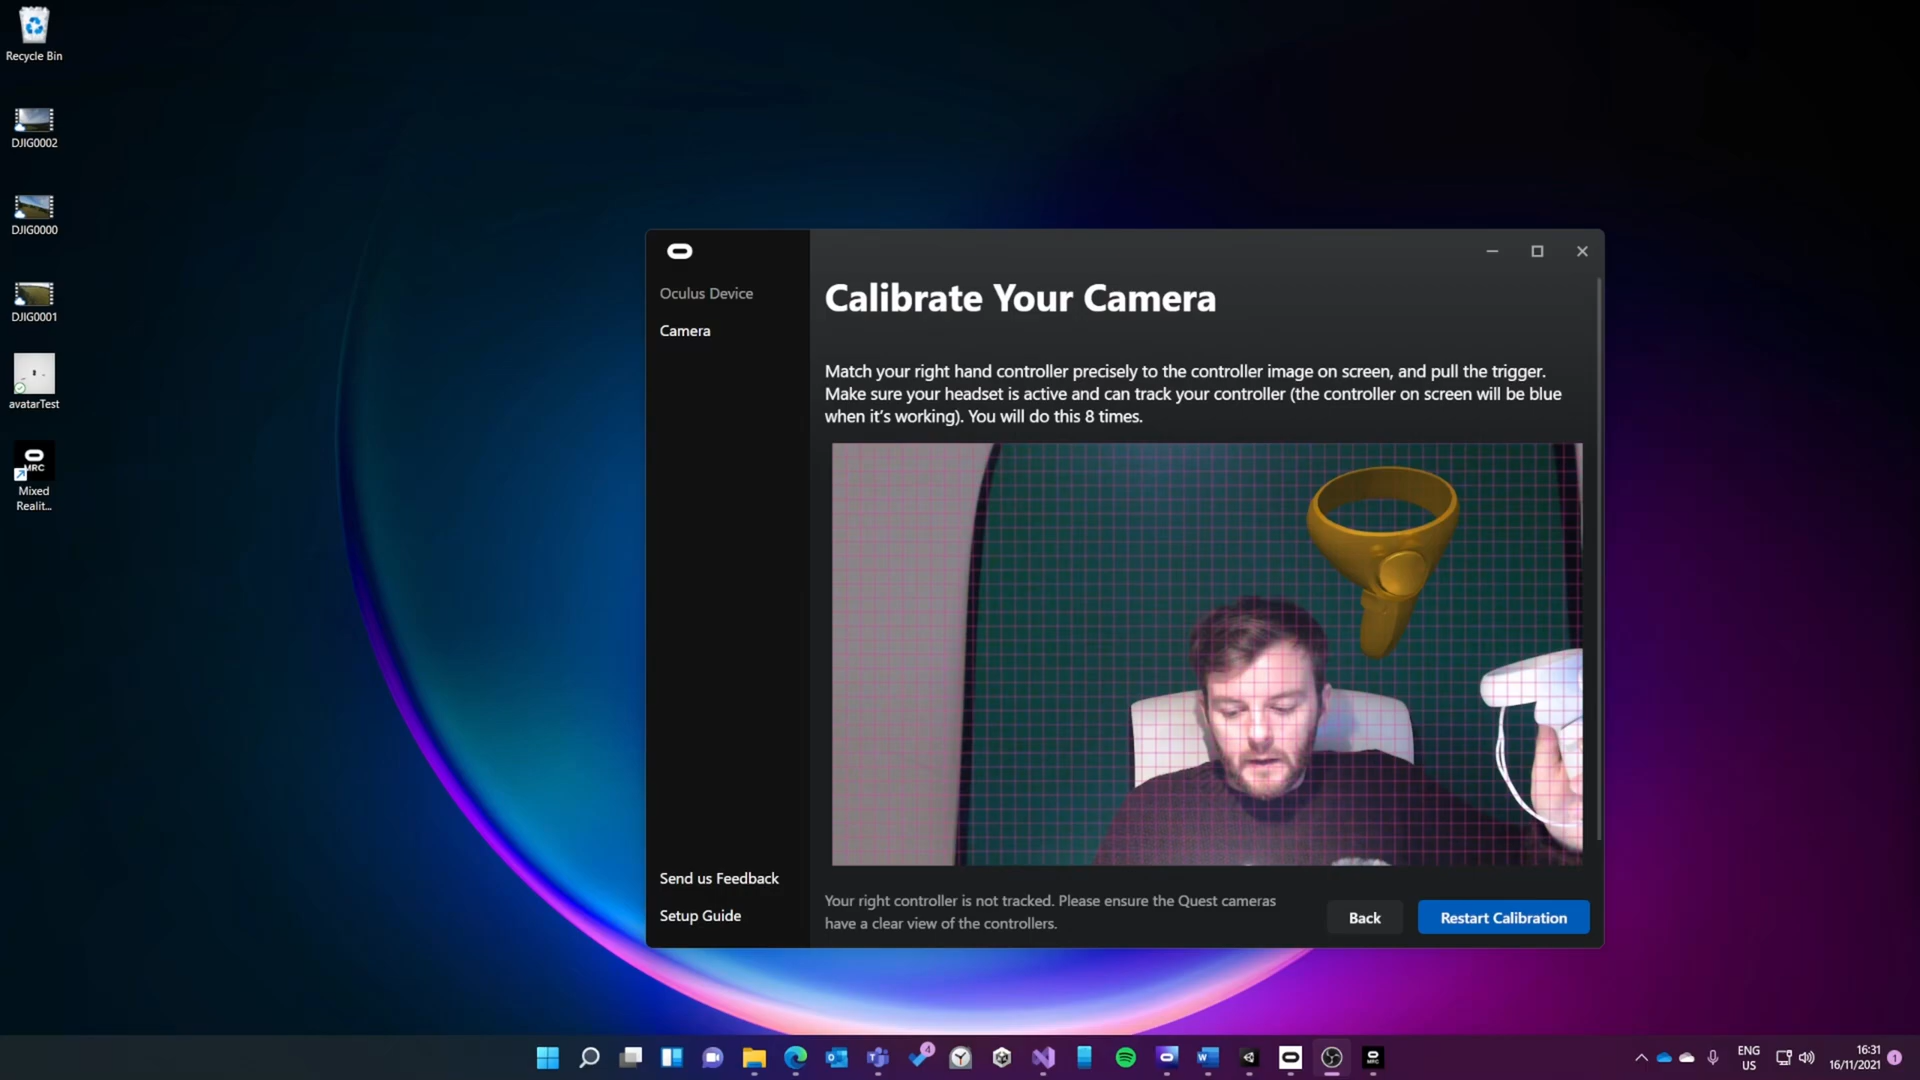 Recycle Bin
DJIG0002
DJIG0000
DJIG0001
avatarTest
MRC
Mixed
Realit...
Oculus Device
Camera
Send us Feedback
Setup Guide
Calibrate Your Camera
Match your right hand controller precisely to the controller image on screen, and pull the trigger.
Make sure your headset is active and can track your controller (the controller on screen will be blue
when it's working). You will do this 8 times.
Your right controller is not tracked. Please ensure the Quest cameras
have a clear view of the controllers.
Back
Restart Calibration
4
MRC
ENG
US
16:31
16/11/2021
1